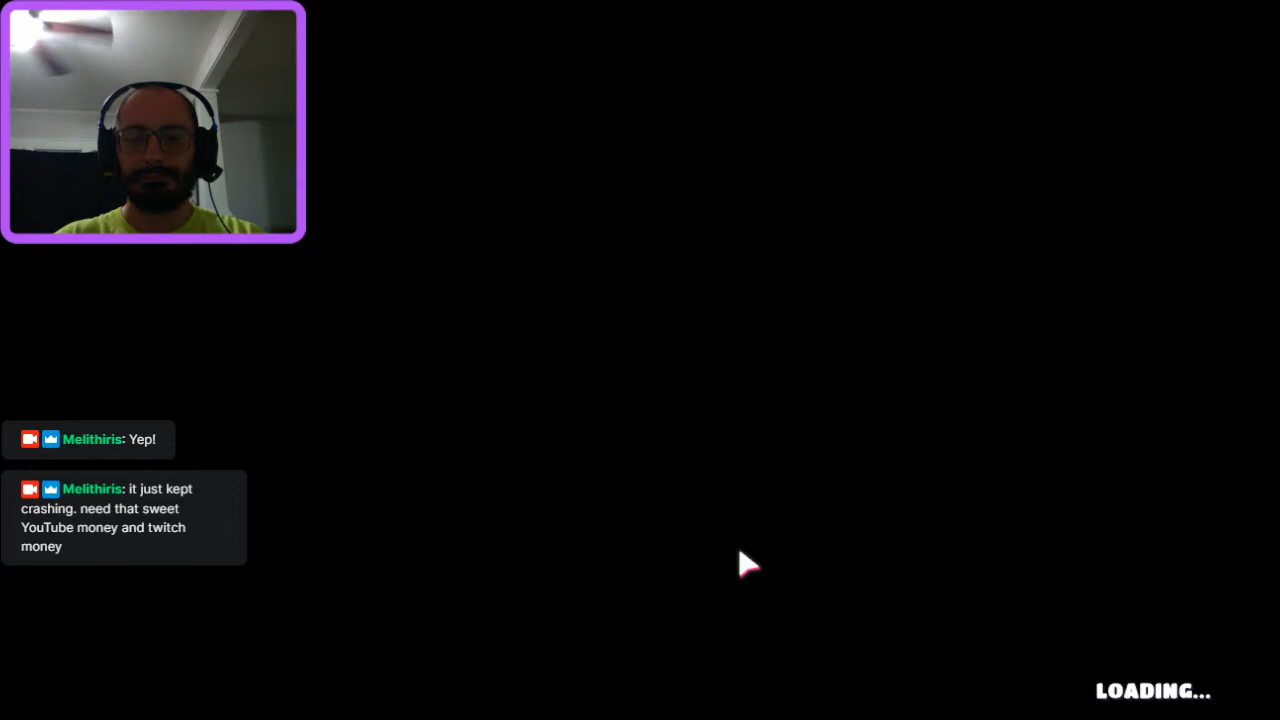 Melithiris: Yep!
Melithiris: it just kept
crashing. need that sweet
YouTube money and twitch
money
LOADING...